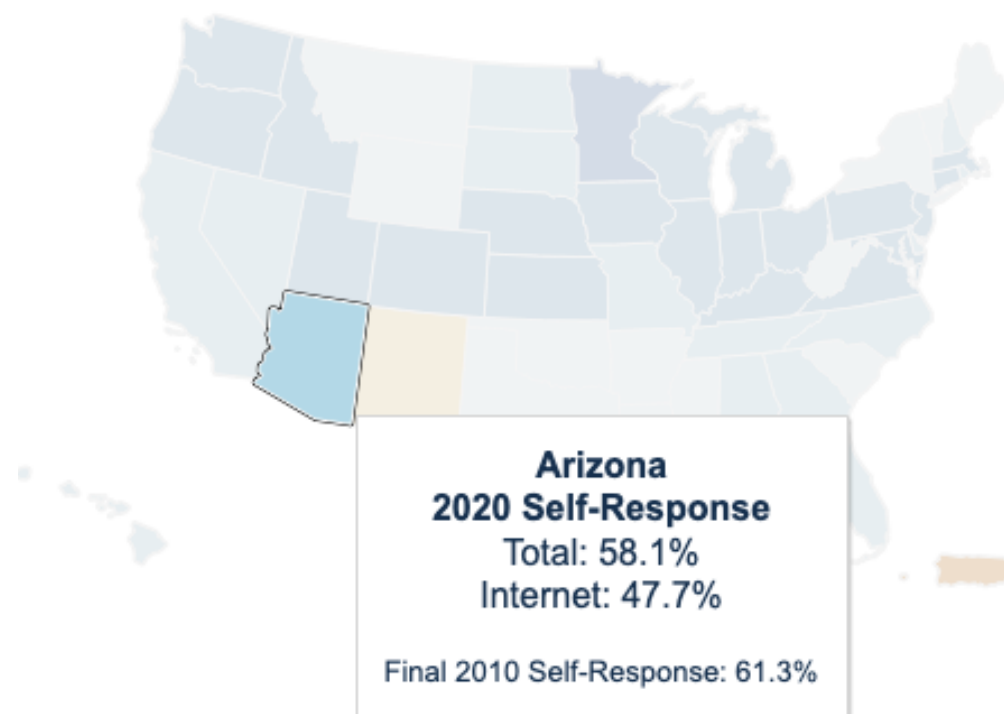 Arizona
2020 Self-Response
Total: 58.1%
Internet: 47.7%
Final 2010 Self-Response: 61.3%